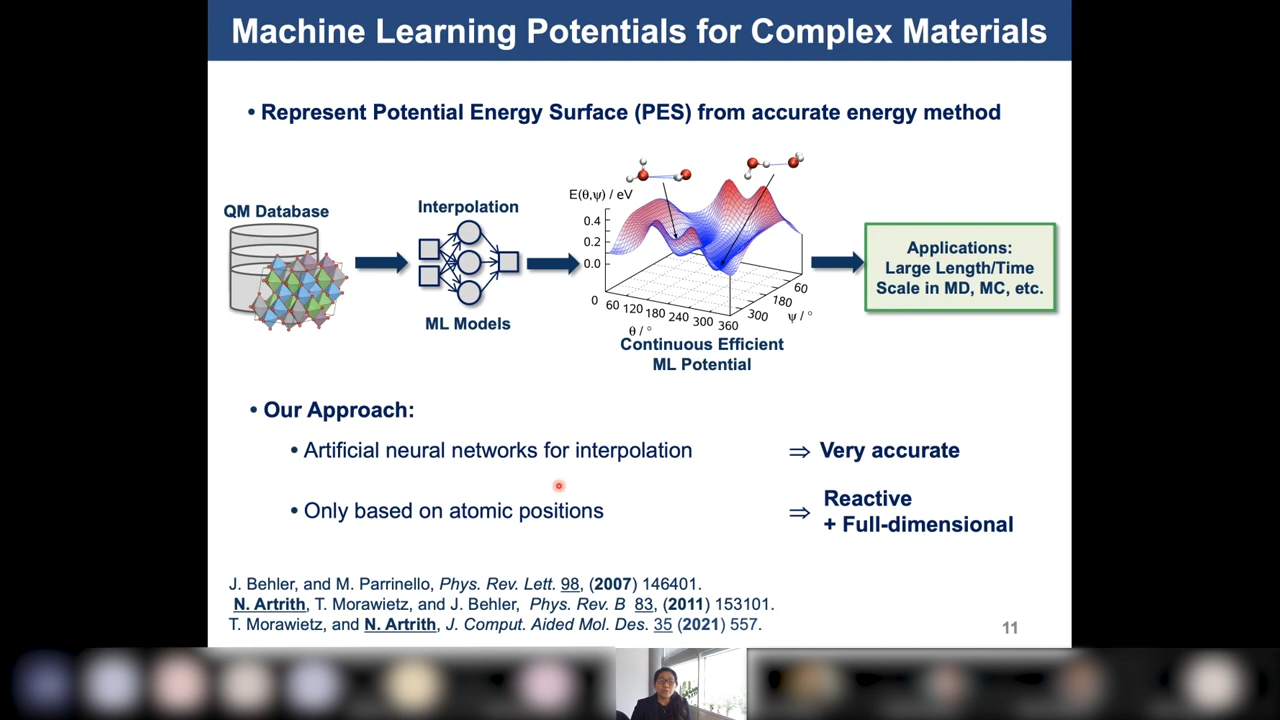 Machine Learning Potentials for Complex Materials
• Represent Potential Energy Surface (PES) from accurate energy method
QM Database
Interpolation
ML Models
E(θ,ψ) / eV
0.4
0.2
0.0
0 60 120 180 240 300 360
θ / °
60
180
300
ψ / °
Continuous Efficient
ML Potential
Applications:
Large Length/Time
Scale in MD, MC, etc.
• Our Approach:
• Artificial neural networks for interpolation ⇒ Very accurate
• Only based on atomic positions ⇒ Reactive
+ Full-dimensional
J. Behler, and M. Parrinello, Phys. Rev. Lett. 98, (2007) 146401.
N. Artrith, T. Morawietz, and J. Behler, Phys. Rev. B 83, (2011) 153101.
T. Morawietz, and N. Artrith, J. Comput. Aided Mol. Des. 35 (2021) 557.
11